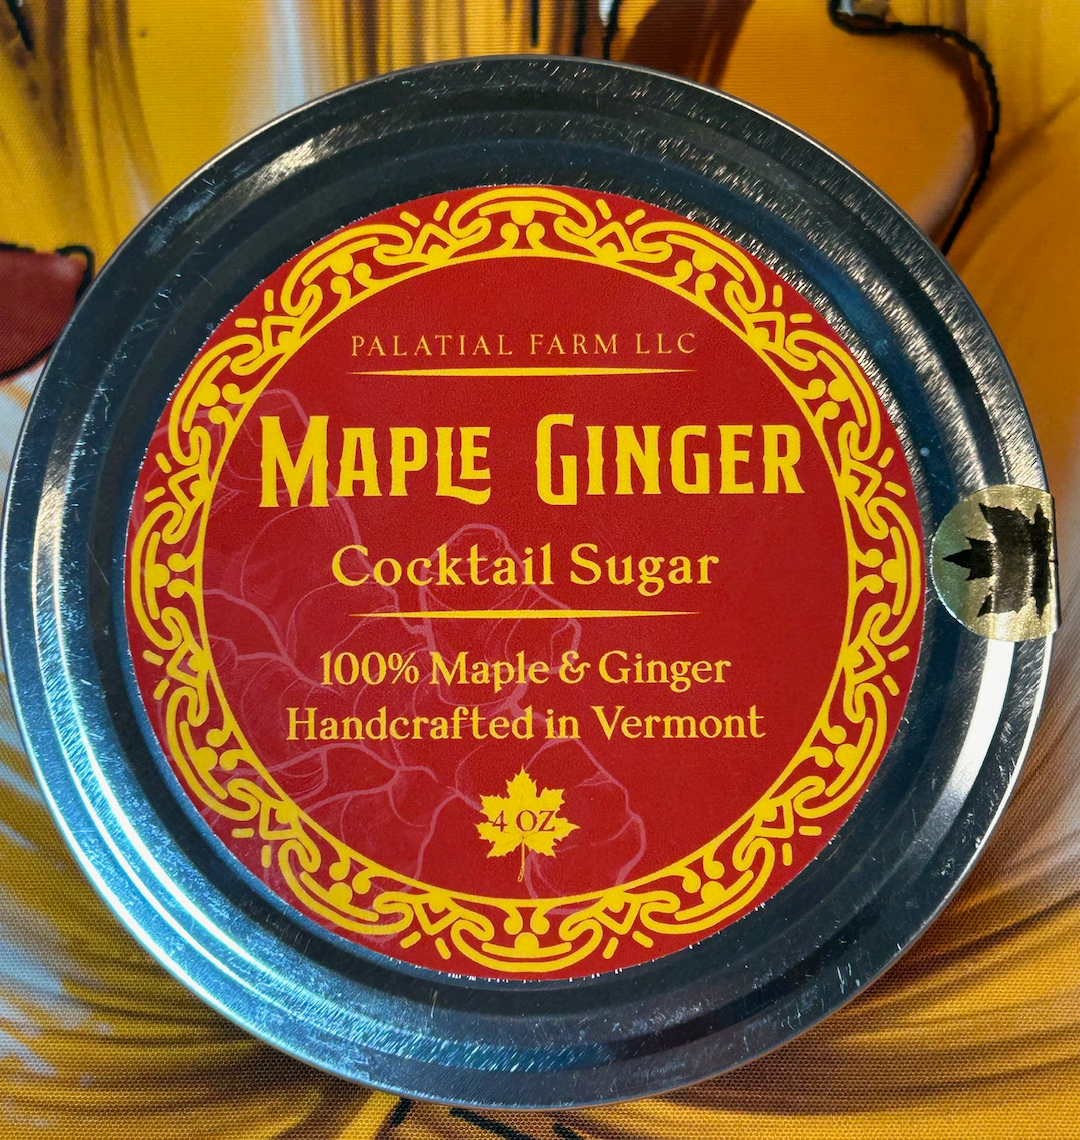 PALATIAL FARM LLC
MAPLE GINGER
Cocktail Sugar
100% Maple & Ginger
Handcrafted in Vermont
4 OZ